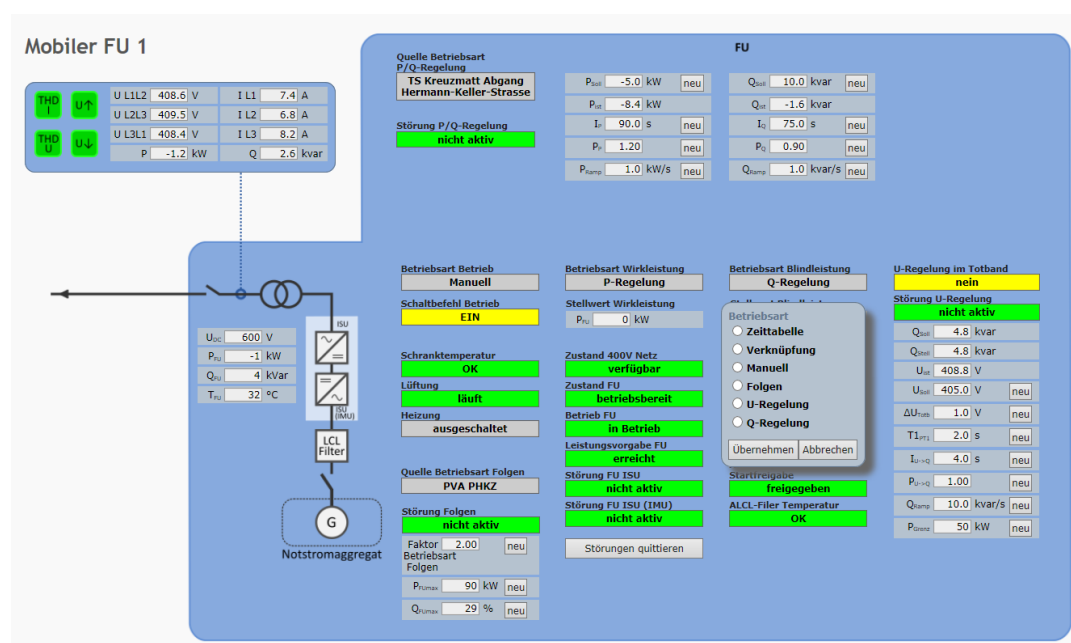 Mobiler FU 1
THD I U↑ U L1L2 408.6 V I L1 7.4 A
U L2L3 409.5 V I L2 6.8 A
THD U U↓ U L3L1 408.4 V I L3 8.2 A
P -1.2 kW Q 2.6 kvar
FU
Quelle Betriebsart
P/Q-Regelung
TS Kreuzmatt Abgang
Hermann-Keller-Strasse
Störung P/Q-Regelung
nicht aktiv
PSoll -5.0 kW neu
PIst -8.4 kW
IP 90.0 s neu
PP 1.20 neu
PRamp 1.0 kW/s neu
QSoll 10.0 kvar neu
QIst -1.6 kvar
IQ 75.0 s neu
PQ 0.90 neu
QRamp 1.0 kvar/s neu
ISU
ISU
(IMU)
LCL
Filter
G
Notstromaggregat
UDC 600 V
PFU -1 kW
QFU 4 kVar
TFU 32 °C
Betriebsart Betrieb
Manuell
Schaltbefehl Betrieb
EIN
Schranktemperatur
OK
Lüftung
läuft
Heizung
ausgeschaltet
Quelle Betriebsart Folgen
PVA PHKZ
Störung Folgen
nicht aktiv
Faktor 2.00 neu
Betriebsart
Folgen
PFUmax 90 kW neu
QFUmax 29 % neu
Betriebsart Wirkleistung
P-Regelung
Stellwert Wirkleistung
PFU 0 kW
Zustand 400V Netz
verfügbar
Zustand FU
betriebsbereit
Betrieb FU
in Betrieb
Leistungsvorgabe FU
erreicht
Störung FU ISU
nicht aktiv
Störung FU ISU (IMU)
nicht aktiv
Störungen quittieren
Betriebsart Blindleistung
Q-Regelung
Betriebsart
Zeittabelle
Verknüpfung
Manuell
Folgen
U-Regelung
Q-Regelung
Übernehmen Abbrechen
Startfreigabe
freigegeben
ALCL-Filer Temperatur
OK
U-Regelung im Totband
nein
Störung U-Regelung
nicht aktiv
QSoll 4.8 kvar
QStell 4.8 kvar
UIst 408.8 V
USoll 405.0 V neu
ΔUTotb 1.0 V neu
T1PT1 2.0 s neu
IU->Q 4.0 s neu
PU->Q 1.00 neu
QRamp 10.0 kvar/s neu
PGrenz 50 kW neu